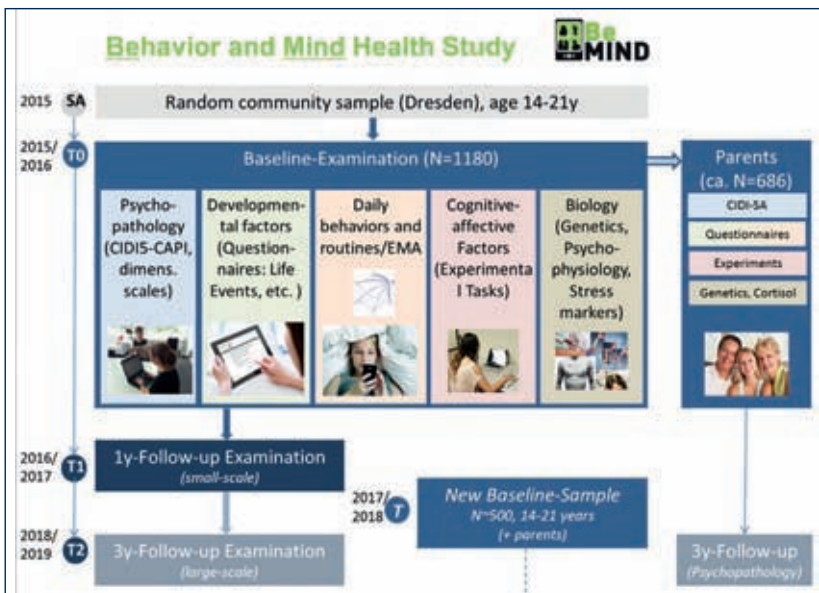 Behavior and Mind Health Study
Be
MIND
2015
SA
Random community sample (Dresden), age 14-21y
2015/
2016
T0
Baseline-Examination (N=1180)
Psycho-
pathology
(CIDI5-CAPI,
dimens.
scales)
Developmen-
tal factors
(Question-
naires: Life
Events, etc. )
Daily
behaviors and
routines/EMA
Cognitive-
affective
Factors
(Experimenta
l Tasks)
Biology
(Genetics,
Psycho-
physiology,
Stress
markers)
Parents
(ca. N=686)
CIDI-SA
Questionnaires
Experiments
Genetics, Cortisol
2016/
2017
T1
1y-Follow-up Examination
(small-scale)
2017/
2018
T
New Baseline-Sample
N~500, 14-21 years
(+ parents)
2018/
2019
T2
3y-Follow-up Examination
(large-scale)
3y-Follow-up
(Psychopathology)